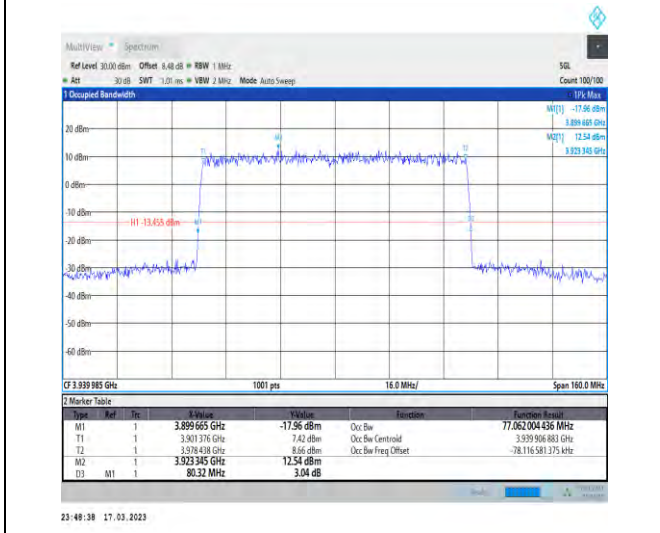 MultiView Spectrum
Ref Level 30.00 dBm Offset 8.48 dB RBW 1 MHz SGL
Att 30 dB SWT 1.01 ms VBW 2 MHz Mode Auto Sweep Count 100/100
1 Occupied Bandwidth 1Pk Max
M1[1] -17.96 dBm
3.899 665 GHz
20 dBm M2[1] 12.54 dBm
3.923 345 GHz
M2
T1 T2
10 dBm
0 dBm
-10 dBm
H1 -13.455 dBm M1
-20 dBm
-30 dBm
-40 dBm
-50 dBm
-60 dBm
CF 3.939 985 GHz 1001 pts 16.0 MHz/ Span 160.0 MHz
2 Marker Table
Type Ref Trc X-Value Y-Value Function Function Result
M1 1 3.899 665 GHz -17.96 dBm Occ Bw 77.062 004 436 MHz
T1 1 3.901 376 GHz 7.42 dBm Occ Bw Centroid 3.939 906 883 GHz
T2 1 3.978 438 GHz 8.66 dBm Occ Bw Freq Offset -78.116 581 375 kHz
M2 1 3.923 345 GHz 12.54 dBm
D3 M1 1 80.32 MHz 3.04 dB
23:48:38 17.03.2023